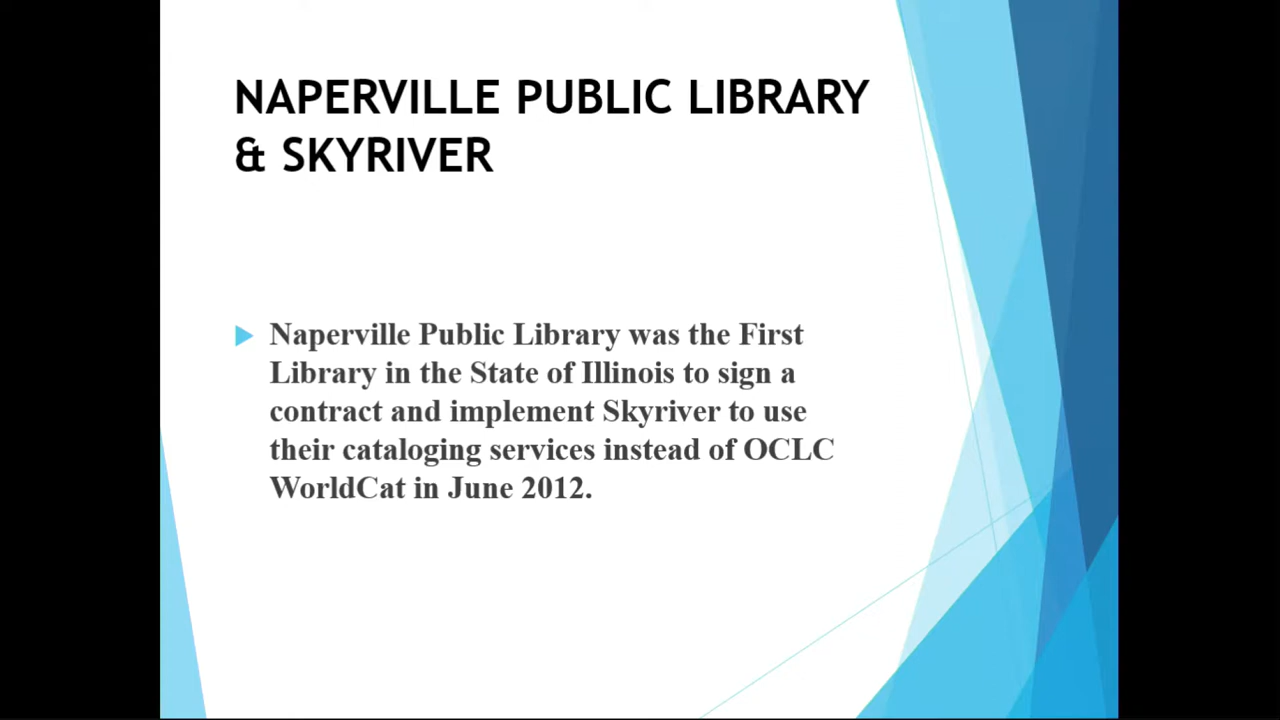 NAPERVILLE PUBLIC LIBRARY
& SKYRIVER
Naperville Public Library was the First
Library in the State of Illinois to sign a
contract and implement Skyriver to use
their cataloging services instead of OCLC
WorldCat in June 2012.